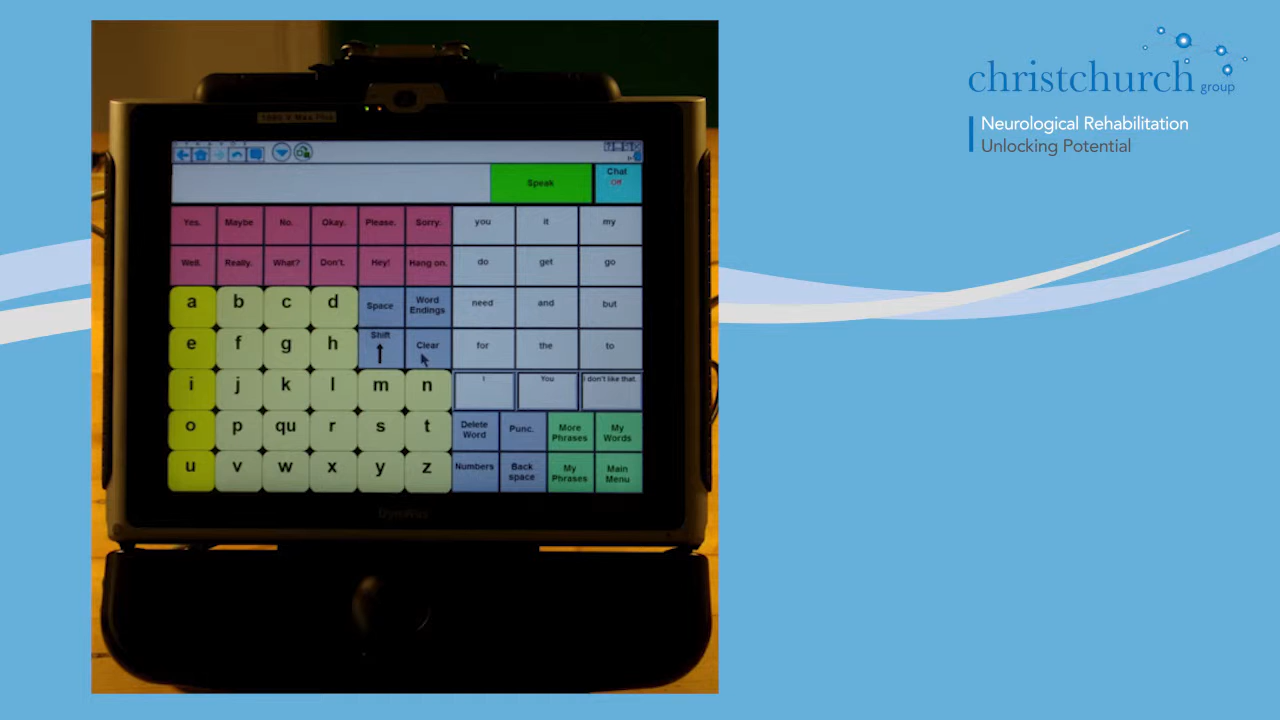 christchurch
group
Neurological Rehabilitation
Unlocking Potential
Speak
Chat
Off
Yes. Maybe No. Okay. Please. Sorry. you it my
Well. Really. What? Don't. Hey! Hang on. do get go
a b c d Space Word Endings need and but
e f g h Shift Clear for the to
i j k l m n I You I don't like that.
o p qu r s t Delete Word Punc. More Phrases My Words
u v w x y z Numbers Back space My Phrases Main Menu
DynaVox